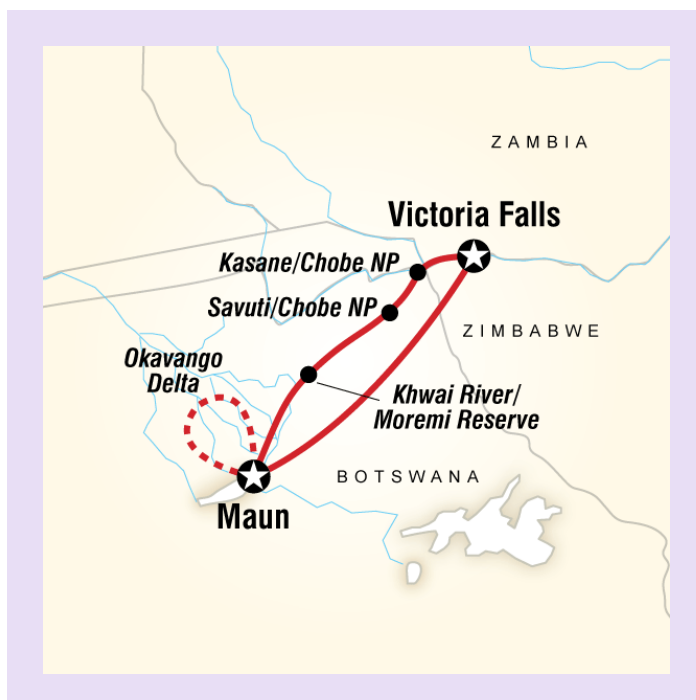 ZAMBIA
Victoria Falls
Kasane/Chobe NP
Savuti/Chobe NP
ZIMBABWE
Okavango
Delta
Khwai River/
Moremi Reserve
BOTSWANA
Maun